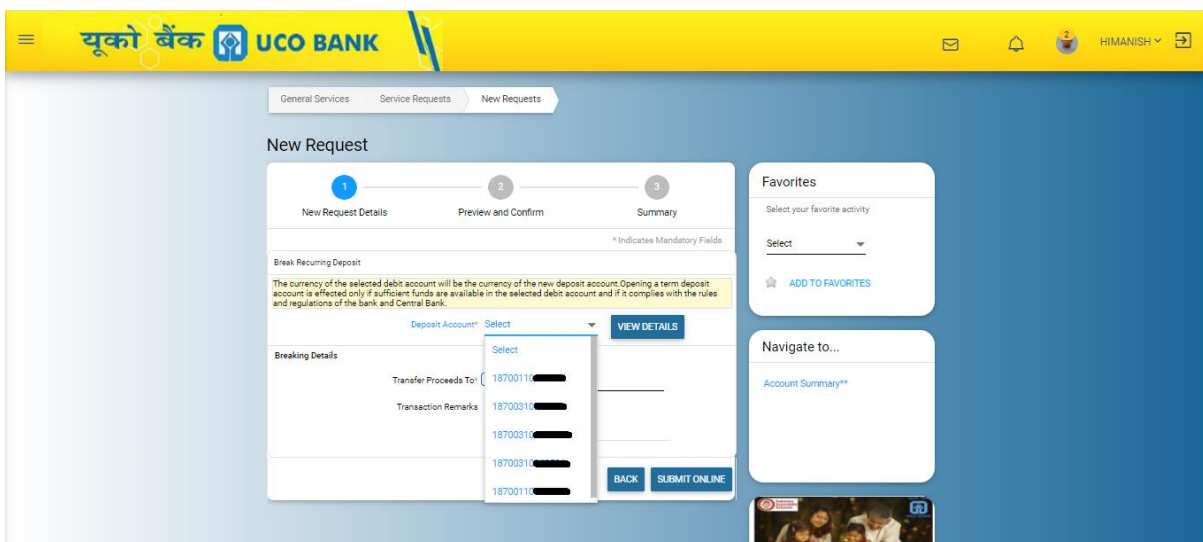 यूको बैंक UCO BANK
2
HIMANISH
General Services Service Requests New Requests
New Request
1 2 3
New Request Details Preview and Confirm Summary
* Indicates Mandatory Fields
Break Recurring Deposit
The currency of the selected debit account will be the currency of the new deposit account.Opening a term deposit
account is effected only if sufficient funds are available in the selected debit account and if it complies with the rules
and regulations of the bank and Central Bank.
Deposit Account* Select VIEW DETAILS
Select
Breaking Details
18700110
Transfer Proceeds To*
Transaction Remarks 18700310
18700310
18700310
18700110
BACK SUBMIT ONLINE
Favorites
Select your favorite activity
Select
ADD TO FAVORITES
Navigate to...
Account Summary**